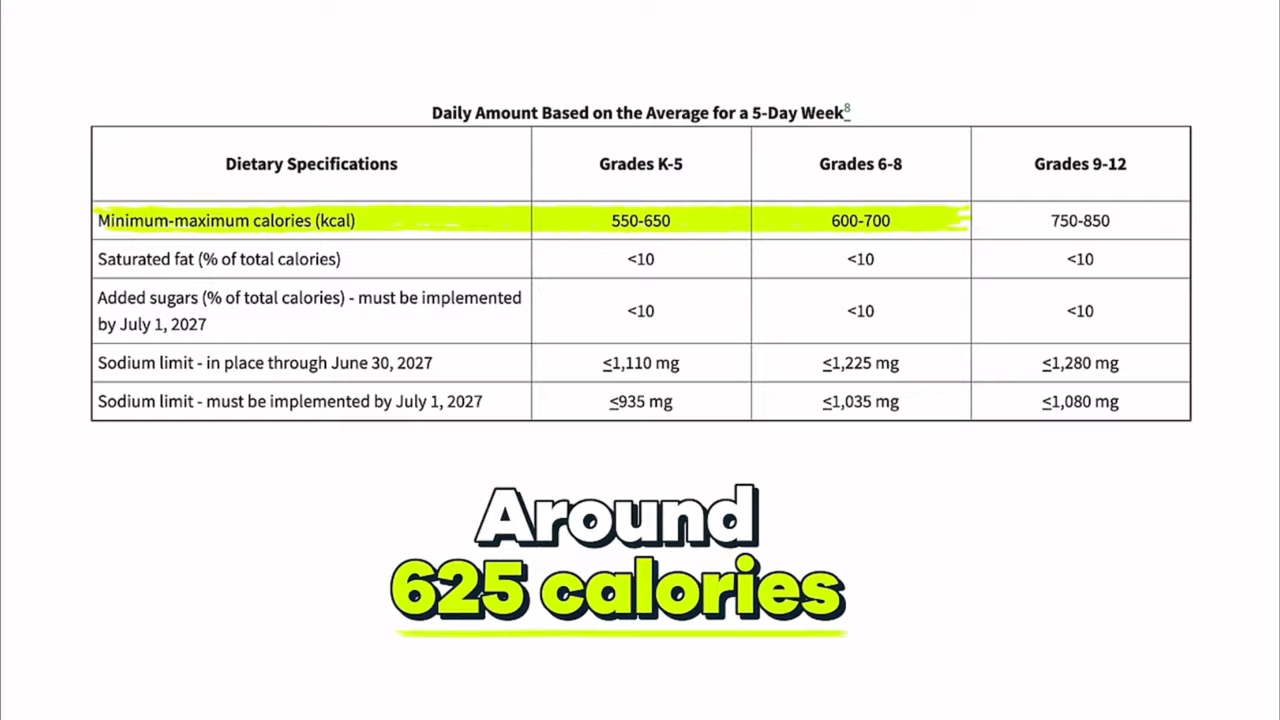 Daily Amount Based on the Average for a 5-Day Week8
Dietary Specifications Grades K-5 Grades 6-8 Grades 9-12
Minimum-maximum calories (kcal) 550-650 600-700 750-850
Saturated fat (% of total calories) <10 <10 <10
Added sugars (% of total calories) - must be implemented
by July 1, 2027 <10 <10 <10
Sodium limit - in place through June 30, 2027 ≤1,110 mg ≤1,225 mg ≤1,280 mg
Sodium limit - must be implemented by July 1, 2027 ≤935 mg ≤1,035 mg ≤1,080 mg
Around
625 calories